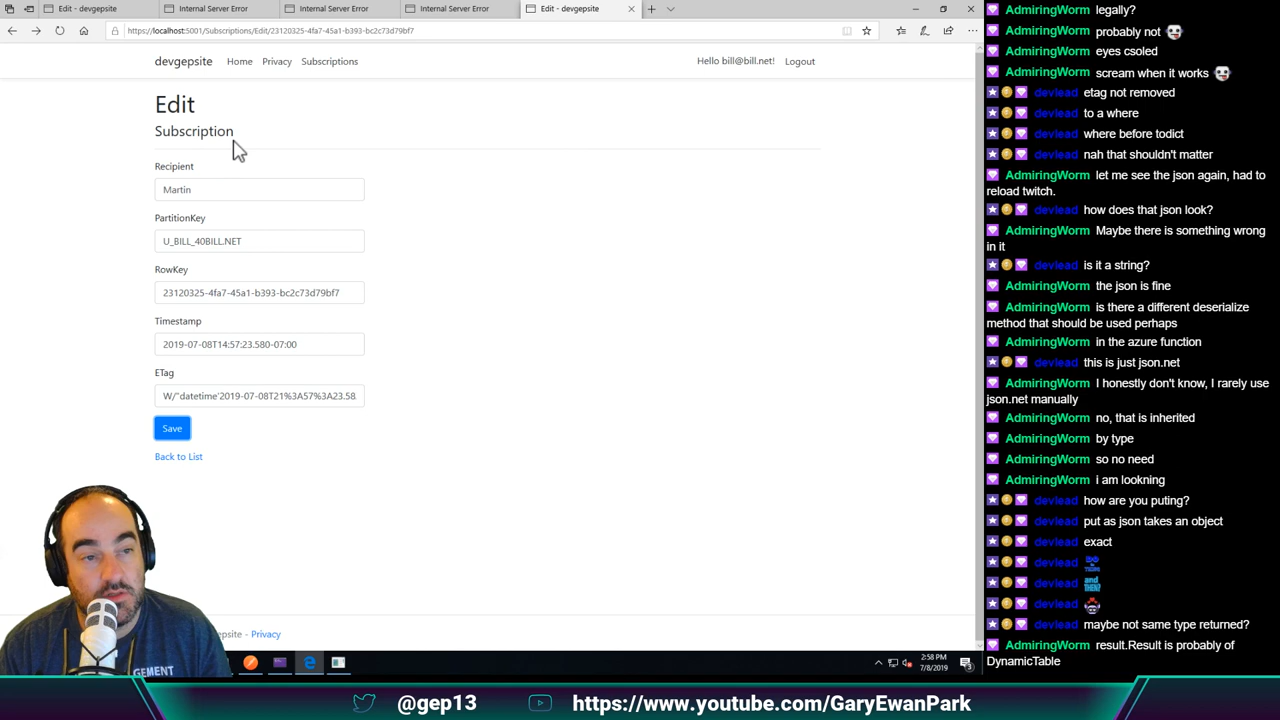 Edit - devgepsite
Internal Server Error
Internal Server Error
Internal Server Error
Edit - devgepsite
https://localhost:5001/Subscriptions/Edit/23120325-4fa7-45a1-b393-bc2c73d79bf7
devgepsite Home Privacy Subscriptions Hello bill@bill.net! Logout
Edit
Subscription
Recipient
Martin
PartitionKey
U_BILL_40BILL.NET
RowKey
23120325-4fa7-45a1-b393-bc2c73d79bf7
Timestamp
2019-07-08T14:57:23.580-07:00
ETag
W/"datetime'2019-07-08T21%3A57%3A23.58
Save
Back to List
gepsite - Privacy
GEMENT
2:58 PM
7/8/2019
3
AdmiringWorm legally?
AdmiringWorm probably not
AdmiringWorm eyes csoled
AdmiringWorm scream when it works
devlead etag not removed
devlead to a where
devlead where before todict
devlead nah that shouldn't matter
AdmiringWorm let me see the json again, had to
reload twitch.
devlead how does that json look?
AdmiringWorm Maybe there is something wrong
in it
devlead is it a string?
AdmiringWorm the json is fine
AdmiringWorm is there a different deserialize
method that should be used perhaps
AdmiringWorm in the azure function
devlead this is just json.net
AdmiringWorm I honestly don't know, I rarely use
json.net manually
AdmiringWorm no, that is inherited
AdmiringWorm by type
AdmiringWorm so no need
AdmiringWorm i am lookning
devlead how are you puting?
devlead put as json takes an object
devlead exact
devlead
devlead and THEN?
devlead
devlead maybe not same type returned?
AdmiringWorm result.Result is probably of
DynamicTable
@gep13 https://www.youtube.com/GaryEwanPark